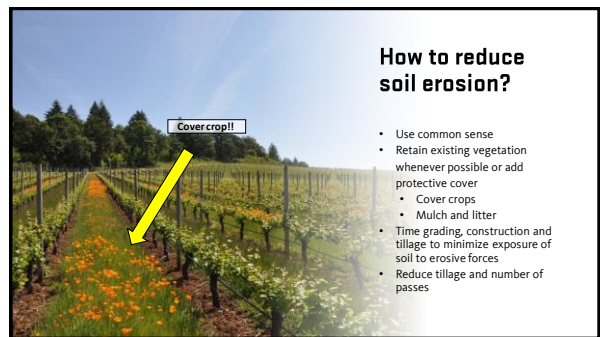 How to reduce
soil erosion?
Cover crop!!
• Use common sense
• Retain existing vegetation
whenever possible or add
protective cover
• Cover crops
• Mulch and litter
• Time grading, construction and
tillage to minimize exposure of
soil to erosive forces
• Reduce tillage and number of
passes